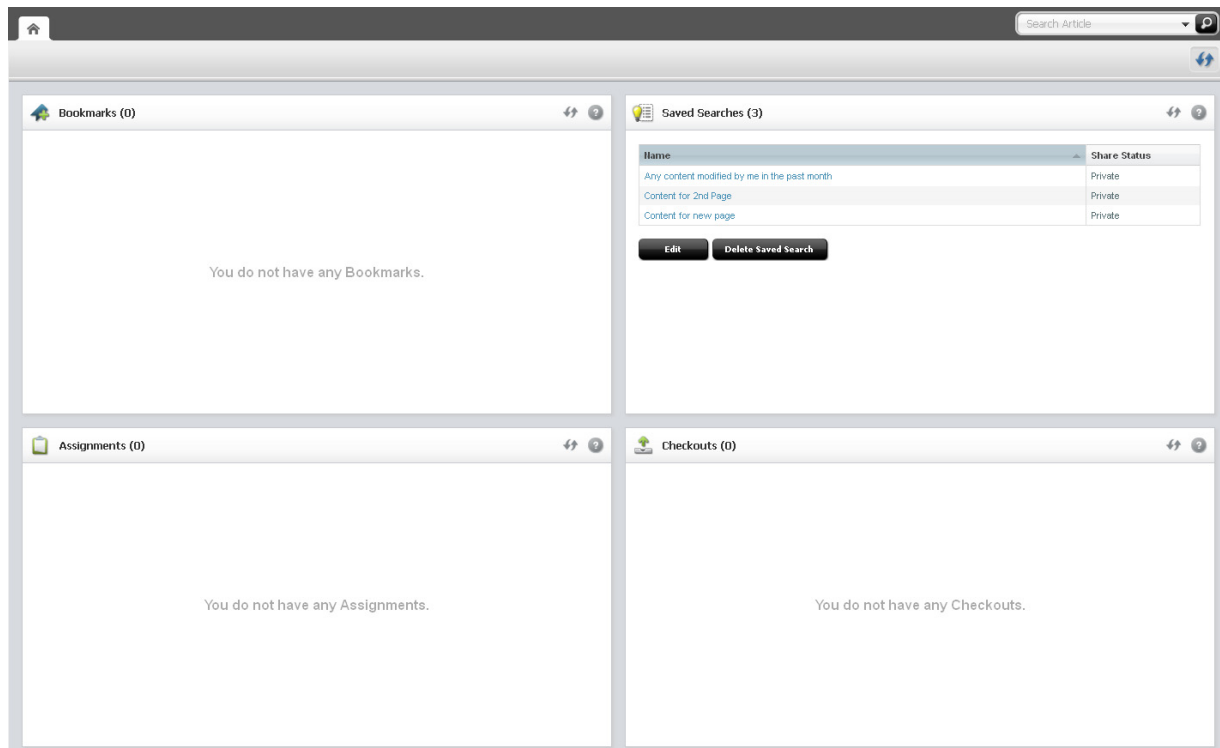 Search Article
Bookmarks (0)
You do not have any Bookmarks.
Saved Searches (3)
Name Share Status
Any content modified by me in the past month Private
Content for 2nd Page Private
Content for new page Private
Edit Delete Saved Search
Assignments (0)
You do not have any Assignments.
Checkouts (0)
You do not have any Checkouts.